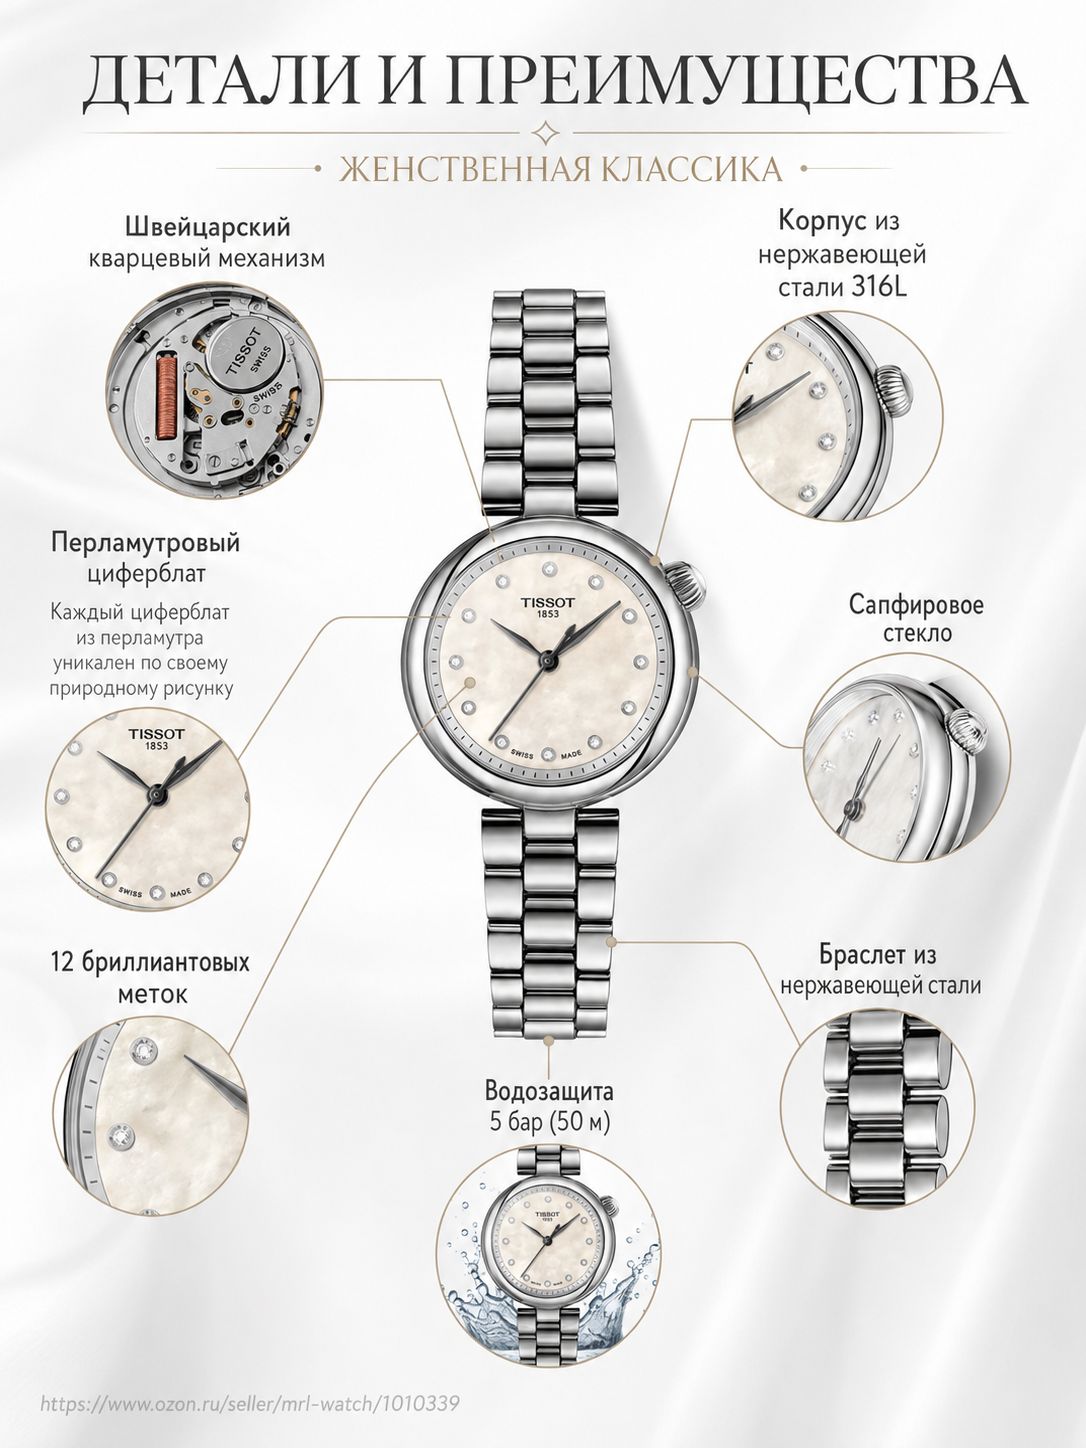 ДЕТАЛИ И ПРЕИМУЩЕСТВА
ЖЕНСТВЕННАЯ КЛАССИКА
Швейцарский
кварцевый механизм
TISSOT
SWISS
SWISS
Корпус из
нержавеющей
стали 316L
Перламутровый
циферблат
Каждый циферблат
из перламутра
уникален по своему
природному рисунку
TISSOT
1853
SWISS MADE
TISSOT
1853
SWISS MADE
Сапфировое
стекло
12 бриллиантовых
меток
Браслет из
нержавеющей стали
Водозащита
5 бар (50 м)
TISSOT
1853
https://www.ozon.ru/seller/mrl-watch/1010339